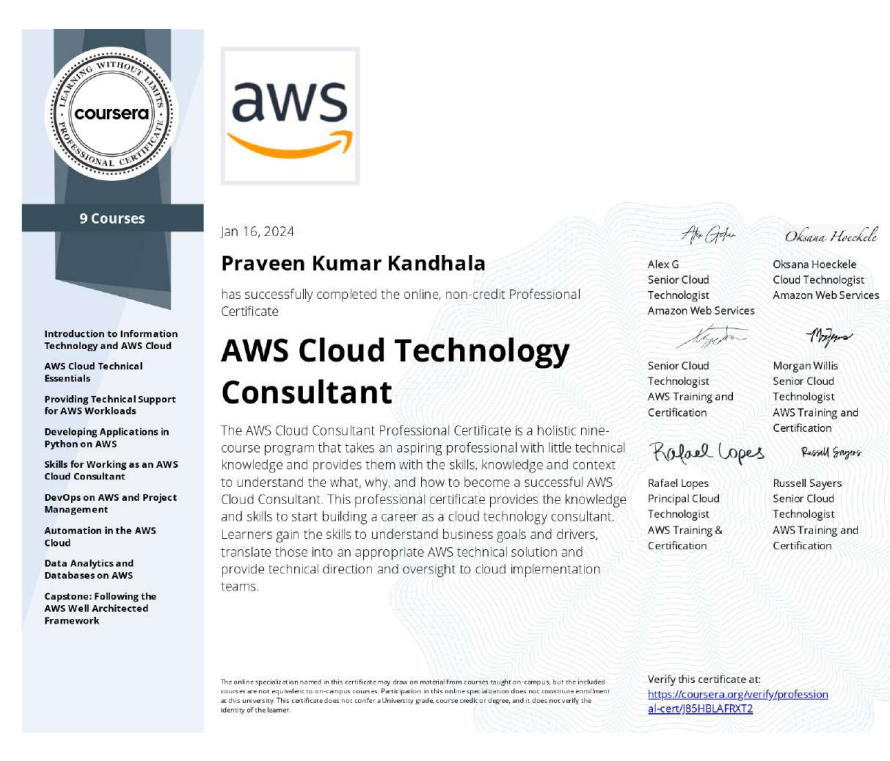 LEARNING WITHOUT LIMITS
coursera
PROFESSIONAL CERTIFICATE
9 Courses
Introduction to Information
Technology and AWS Cloud
AWS Cloud Technical
Essentials
Providing Technical Support
for AWS Workloads
Developing Applications in
Python on AWS
Skills for Working as an AWS
Cloud Consultant
DevOps on AWS and Project
Management
Automation in the AWS
Cloud
Data Analytics and
Databases on AWS
Capstone: Following the
AWS Well Architected
Framework
aws
Jan 16, 2024
Praveen Kumar Kandhala
has successfully completed the online, non-credit Professional
Certificate
AWS Cloud Technology
Consultant
The AWS Cloud Consultant Professional Certificate is a holistic nine-
course program that takes an aspiring professional with little technical
knowledge and provides them with the skills, knowledge and context
to understand the what, why, and how to become a successful AWS
Cloud Consultant. This professional certificate provides the knowledge
and skills to start building a career as a cloud technology consultant.
Learners gain the skills to understand business goals and drivers,
translate those into an appropriate AWS technical solution and
provide technical direction and oversight to cloud implementation
teams.
The online specialization named in this certificate may draw on material from courses taught on-campus, but the included
courses are not equivalent to on-campus courses. Participation in this online specialization does not constitute enrollment
at this university. This certificate does not confer a University grade, course credit or degree, and it does not verify the
identity of the learner.
Oksana Hoeckele
Alex G
Senior Cloud
Technologist
Amazon Web Services
Oksana Hoeckele
Cloud Technologist
Amazon Web Services
Senior Cloud
Technologist
AWS Training and
Certification
Morgan Willis
Senior Cloud
Technologist
AWS Training and
Certification
Rafael Lopes
Russell Sayers
Rafael Lopes
Principal Cloud
Technologist
AWS Training &
Certification
Russell Sayers
Senior Cloud
Technologist
AWS Training and
Certification
Verify this certificate at:
https://coursera.org/verify/profession
al-cert/J85HBLAFRXT2